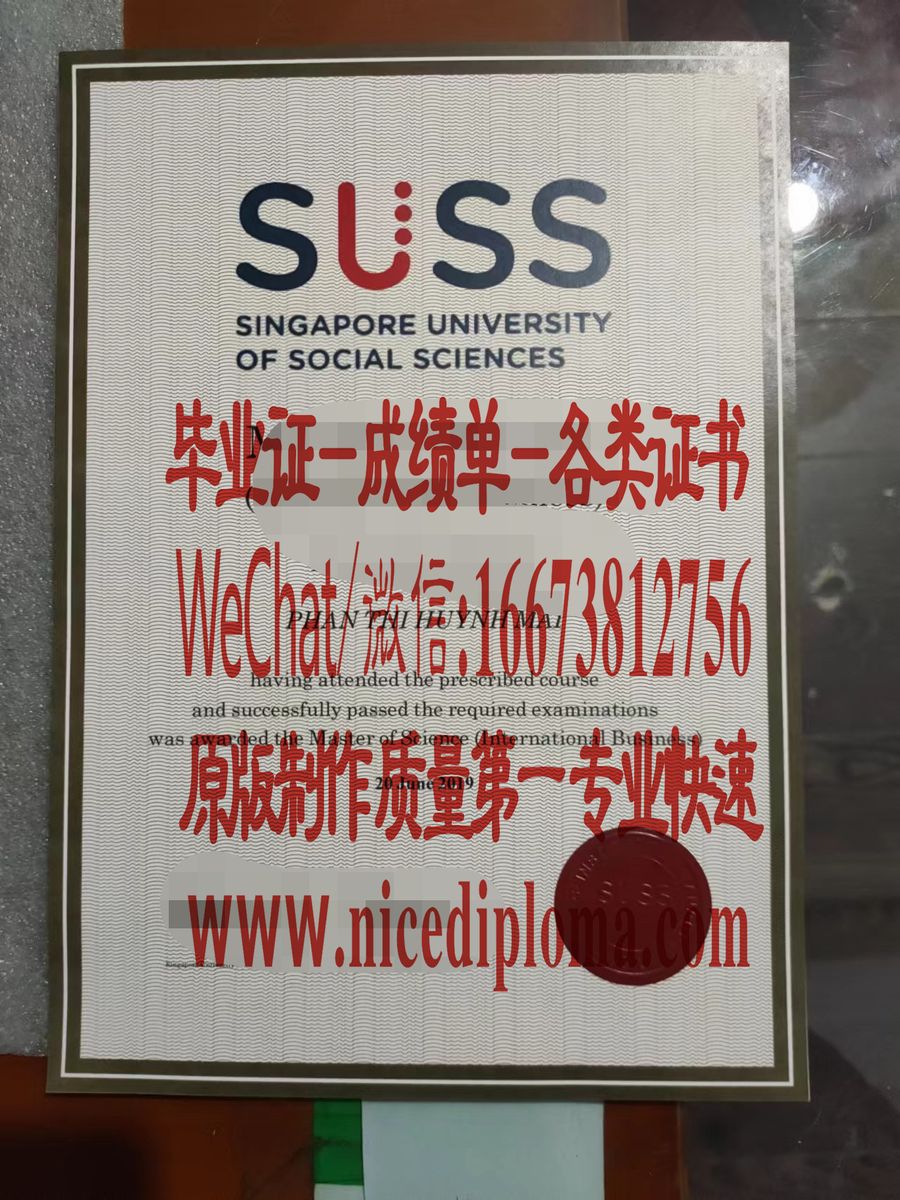 SUSS
SINGAPORE UNIVERSITY
OF SOCIAL SCIENCES
毕业证-成绩单-各类证书
WeChat/微信:16673812756
PHAN THI HUYNH MAI
having attended the prescribed course
and successfully passed the required examinations
was awarded the Master of Science (International Business)
原版制作质量第一专业快速
20 June 2019
www.nicediploma.com